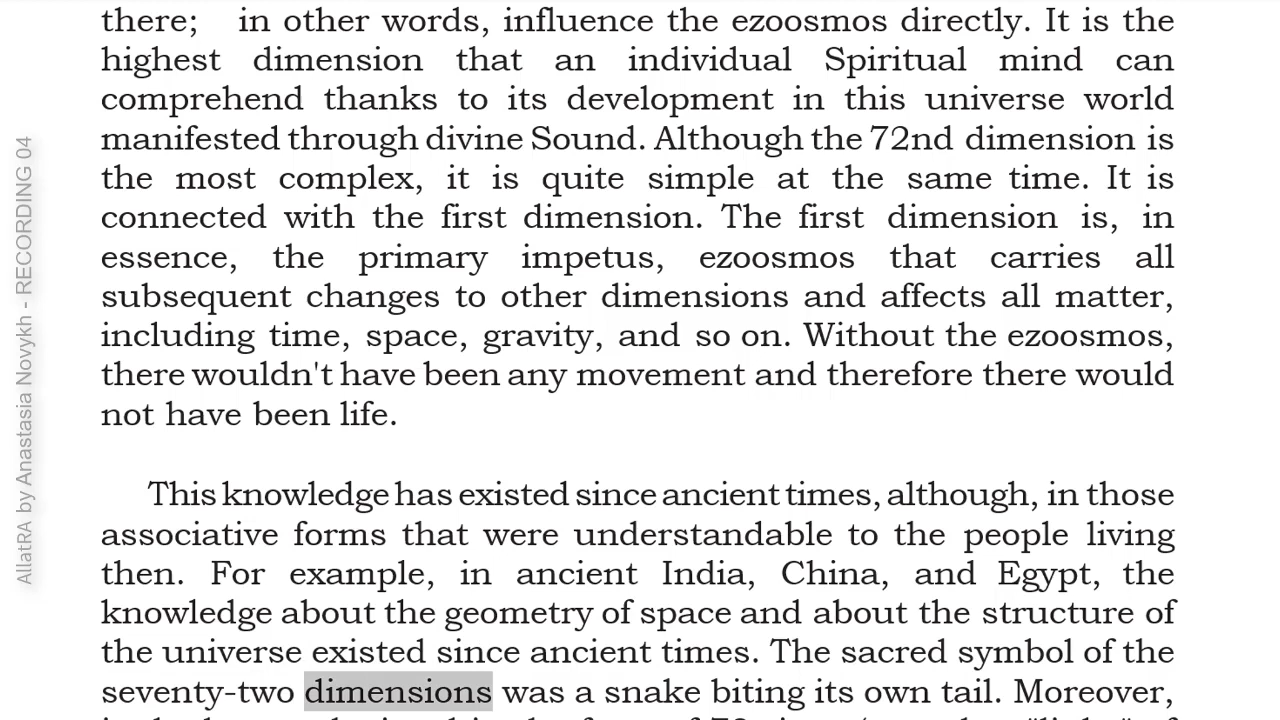 there; in other words, influence the ezoosmos directly. It is the
highest dimension that an individual Spiritual mind can
comprehend thanks to its development in this universe world
manifested through divine Sound. Although the 72nd dimension is
the most complex, it is quite simple at the same time. It is
connected with the first dimension. The first dimension is, in
essence, the primary impetus, ezoosmos that carries all
subsequent changes to other dimensions and affects all matter,
including time, space, gravity, and so on. Without the ezoosmos,
there wouldn't have been any movement and therefore there would
not have been life.
This knowledge has existed since ancient times, although, in those
associative forms that were understandable to the people living
then. For example, in ancient India, China, and Egypt, the
knowledge about the geometry of space and about the structure of
the universe existed since ancient times. The sacred symbol of the
seventy-two dimensions was a snake biting its own tail. Moreover,
AllatRA by Anastasia Novykh - RECORDING 04